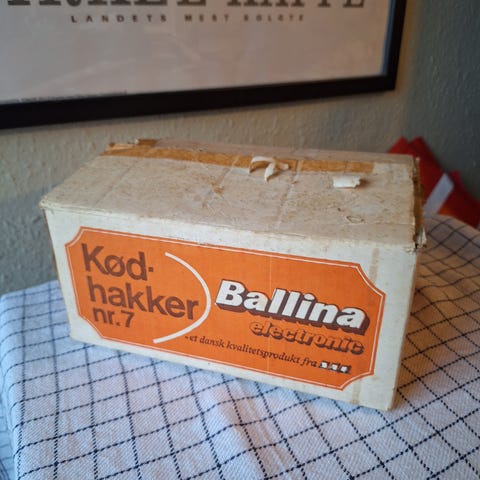 LANDETS MEST SOLGTE
Kød-
hakker
nr.7
Ballina
electronic
-et dansk kvalitetsprodukt fra